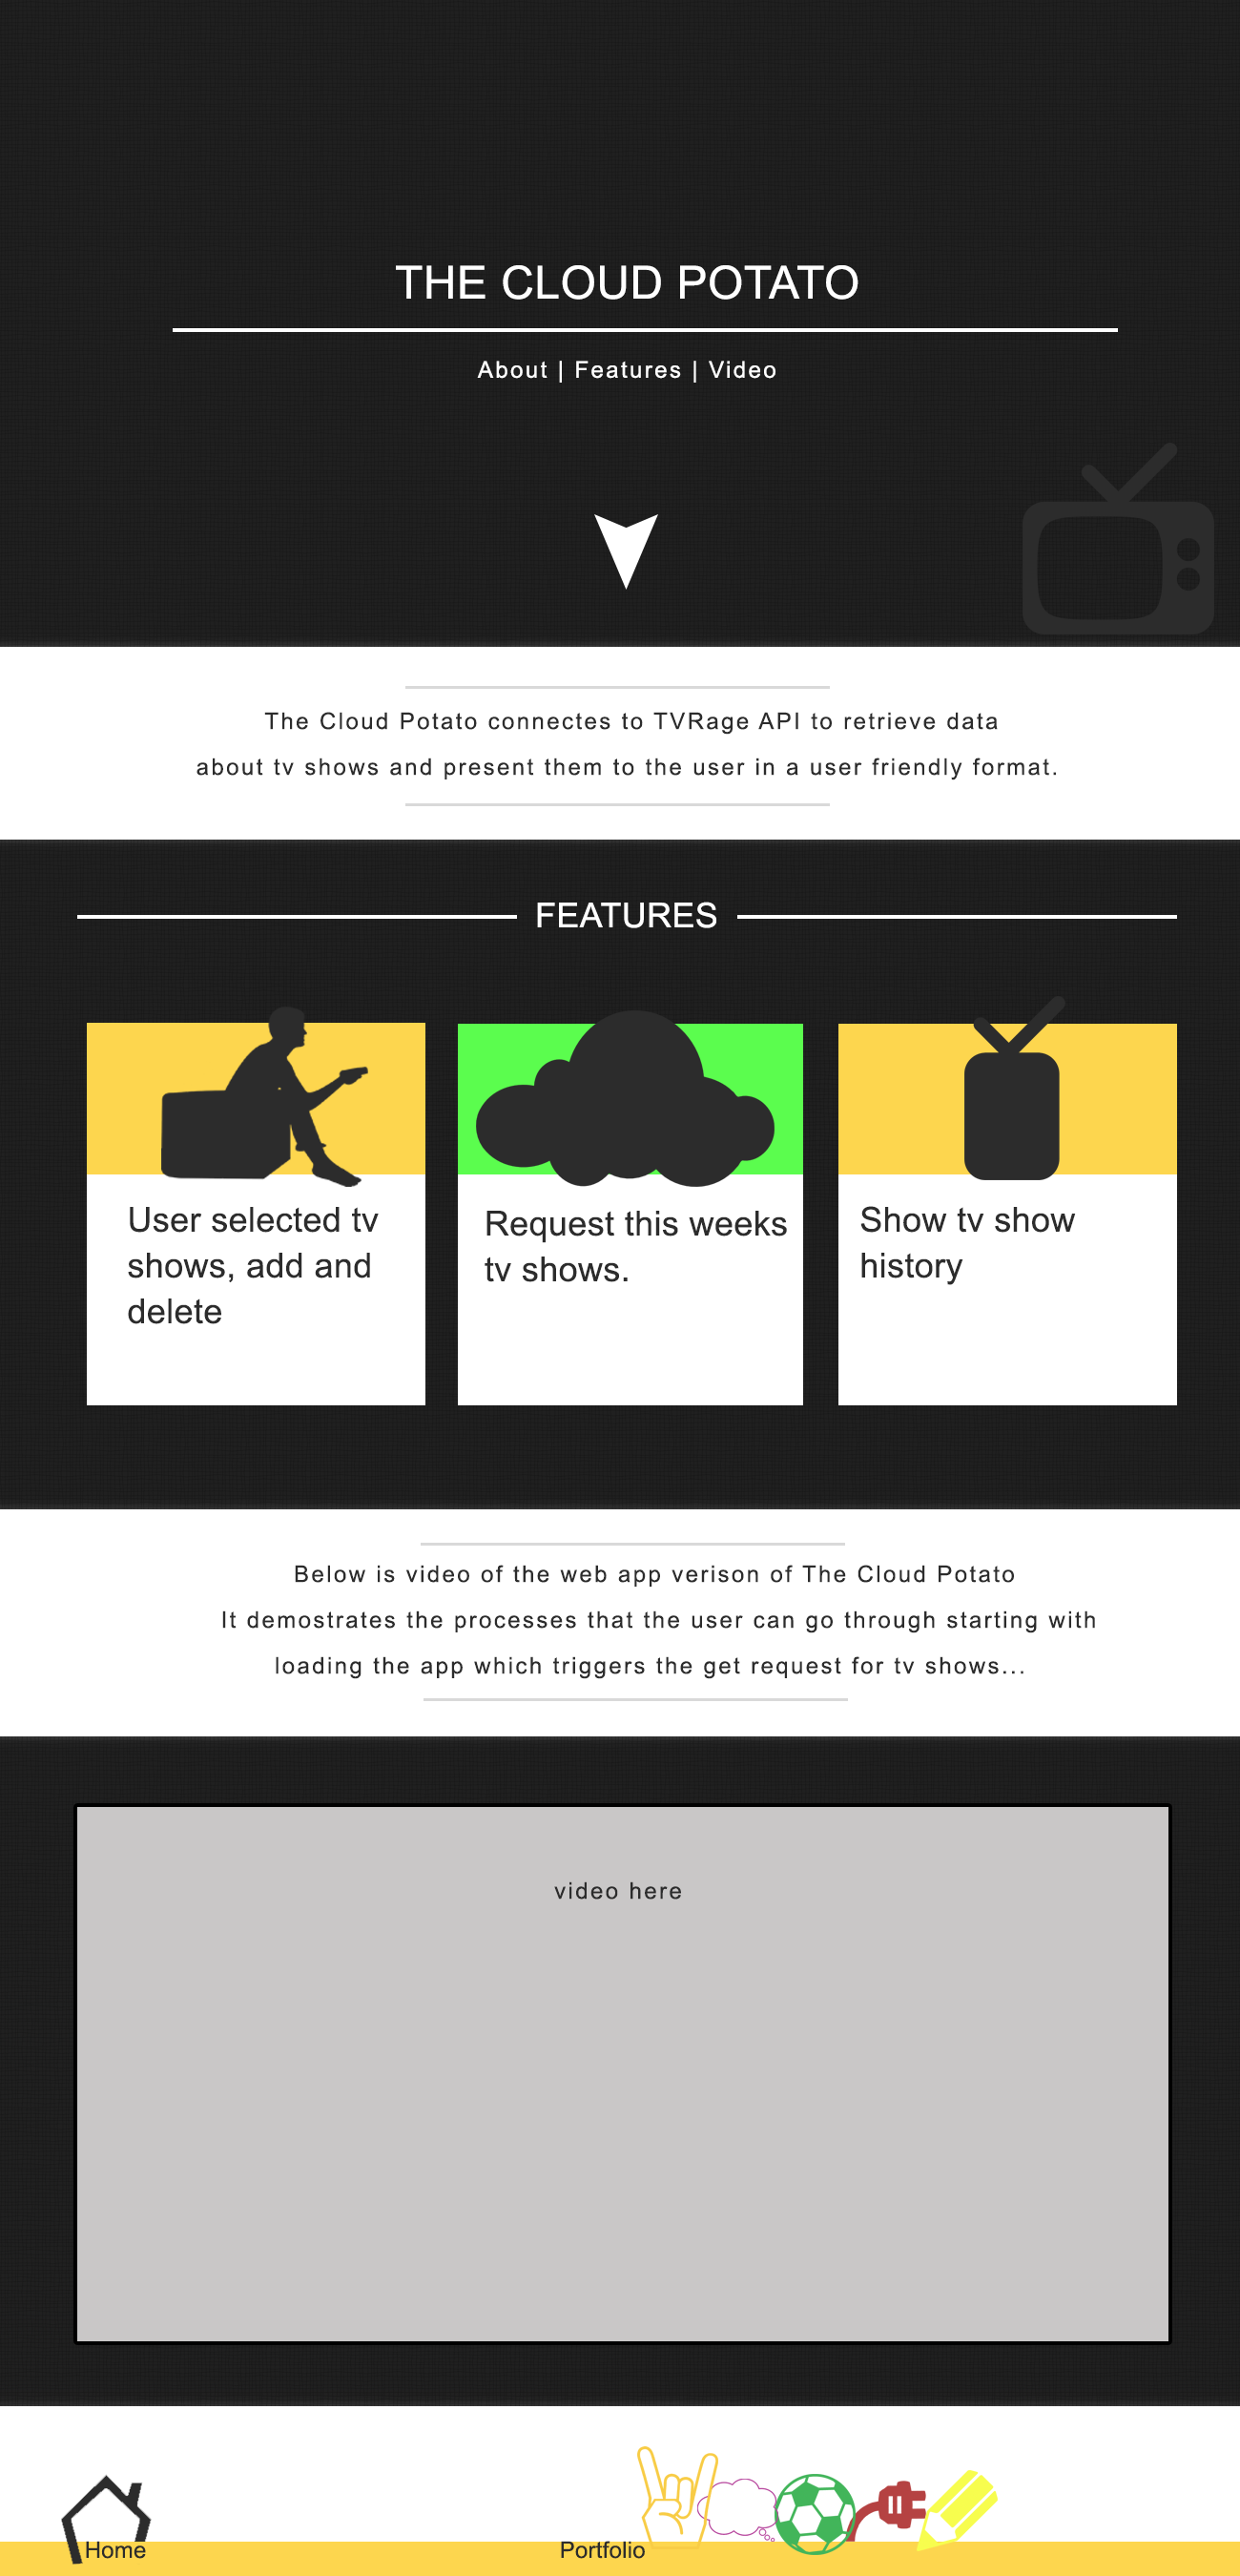 THE CLOUD POTATO
About | Features | Video
The Cloud Potato connectes to TVRage API to retrieve data
about tv shows and present them to the user in a user friendly format.
FEATURES
User selected tv
shows, add and
delete
Request this weeks
tv shows.
Show tv show
history
Below is video of the web app verison of The Cloud Potato
It demostrates the processes that the user can go through starting with
loading the app which triggers the get request for tv shows...
video here
Home
Portfolio